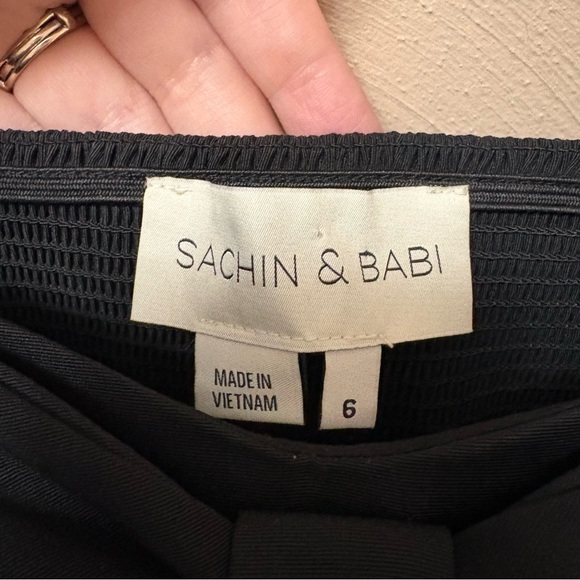 SACHIN & BABI
MADE IN
VIETNAM
6